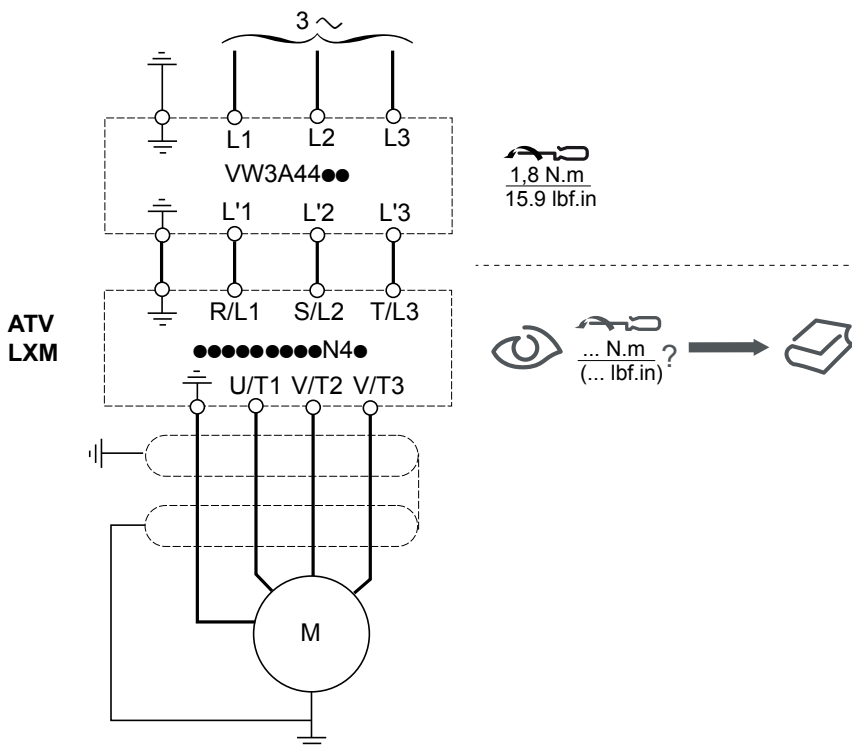 3 ~
L1 L2 L3
VW3A44●●
1,8 N.m
15.9 lbf.in
L'1 L'2 L'3
ATV
LXM
R/L1 S/L2 T/L3
●●●●●●●●●N4●
... N.m
(... lbf.in) ?
U/T1 V/T2 V/T3
M